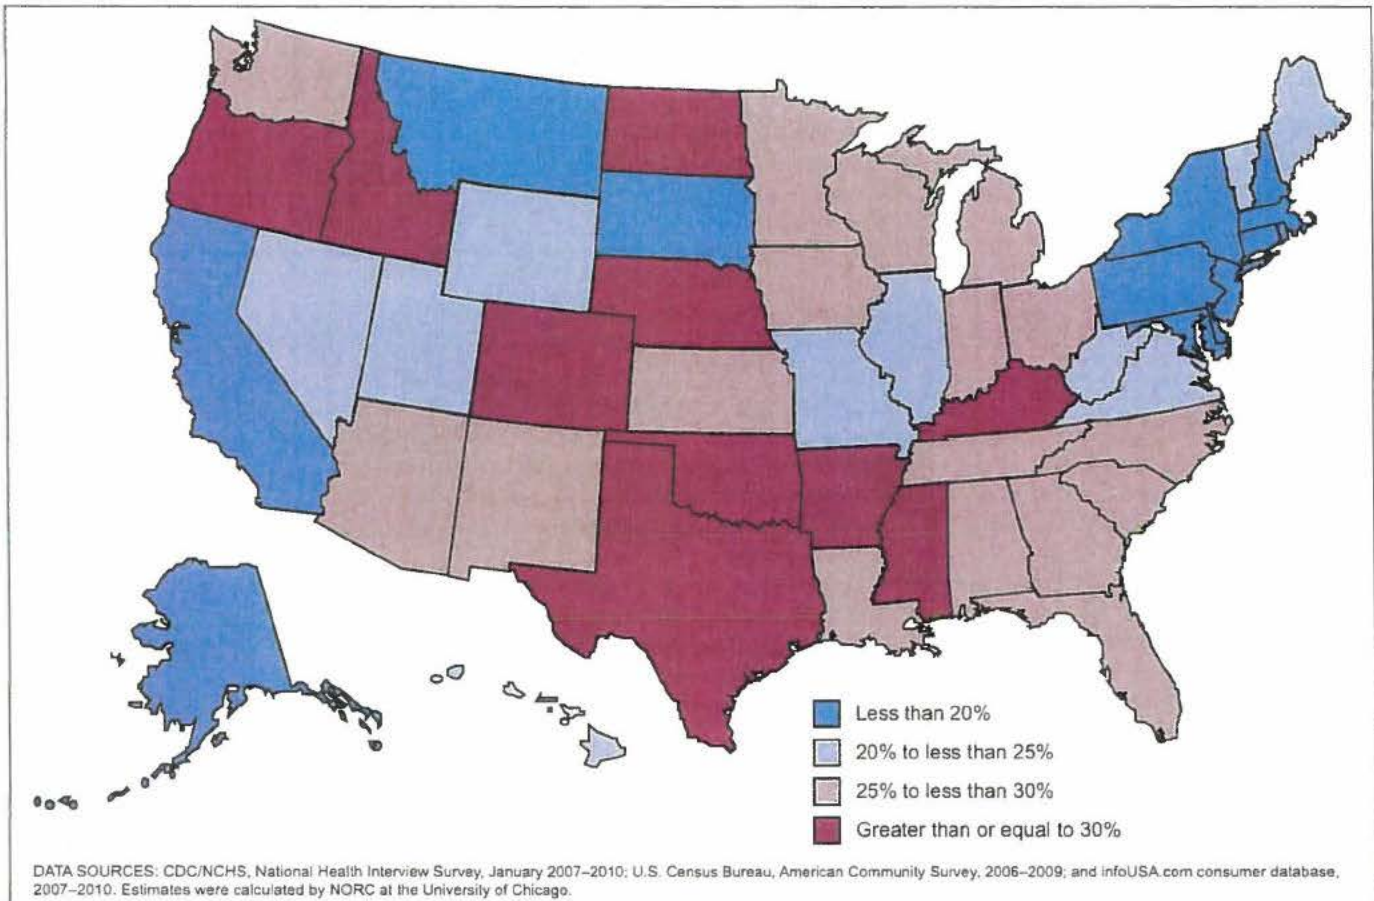 Less than 20%
20% to less than 25%
25% to less than 30%
Greater than or equal to 30%
DATA SOURCES: CDC/NCHS, National Health Interview Survey, January 2007–2010; U.S. Census Bureau, American Community Survey, 2006–2009; and infoUSA.com consumer database,
2007–2010. Estimates were calculated by NORC at the University of Chicago.